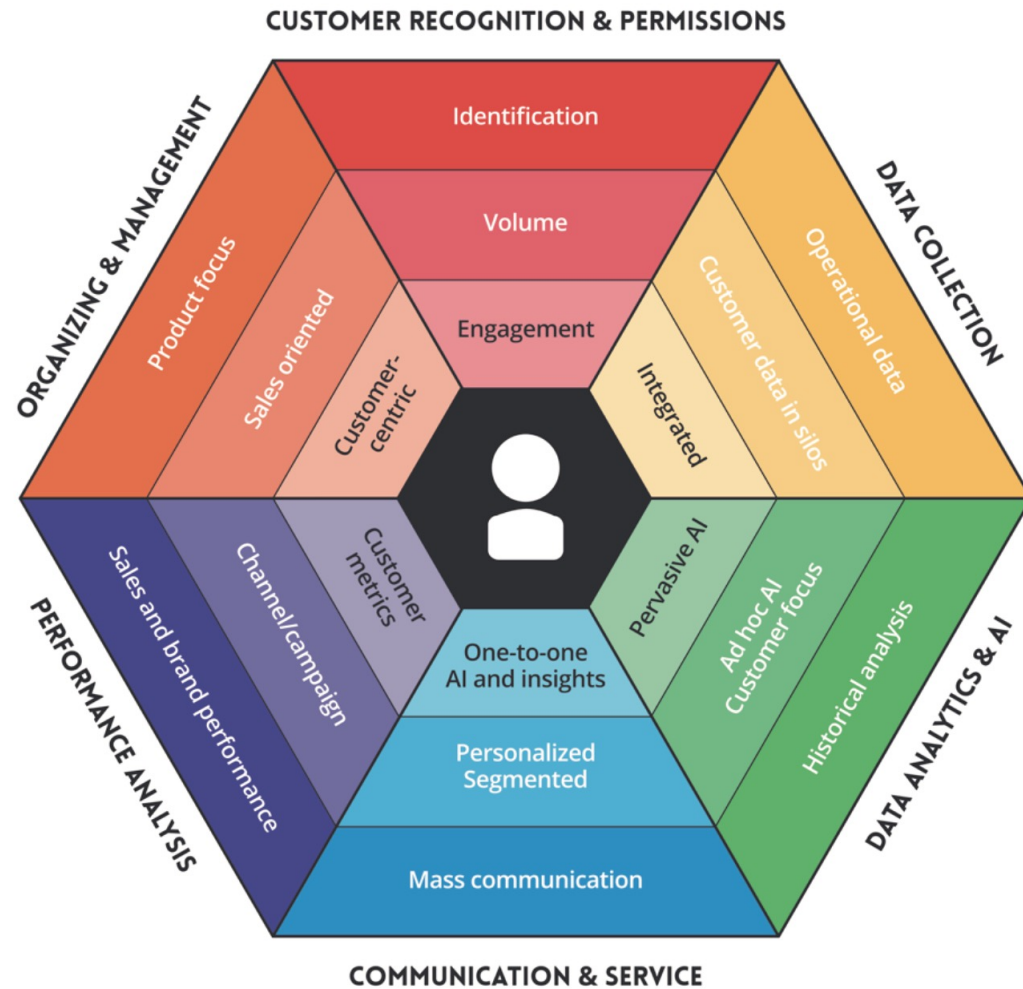 CUSTOMER RECOGNITION & PERMISSIONS
Identification
Volume
Engagement
DATA COLLECTION
Operational data
Customer data in silos
Integrated
DATA ANALYTICS & AI
Historical analysis
Ad hoc AI
Customer focus
Pervasive AI
COMMUNICATION & SERVICE
Mass communication
Personalized
Segmented
One-to-one
AI and insights
PERFORMANCE ANALYSIS
Sales and brand performance
Channel/campaign
Customer
metrics
ORGANIZING & MANAGEMENT
Product focus
Sales oriented
Customer-
centric